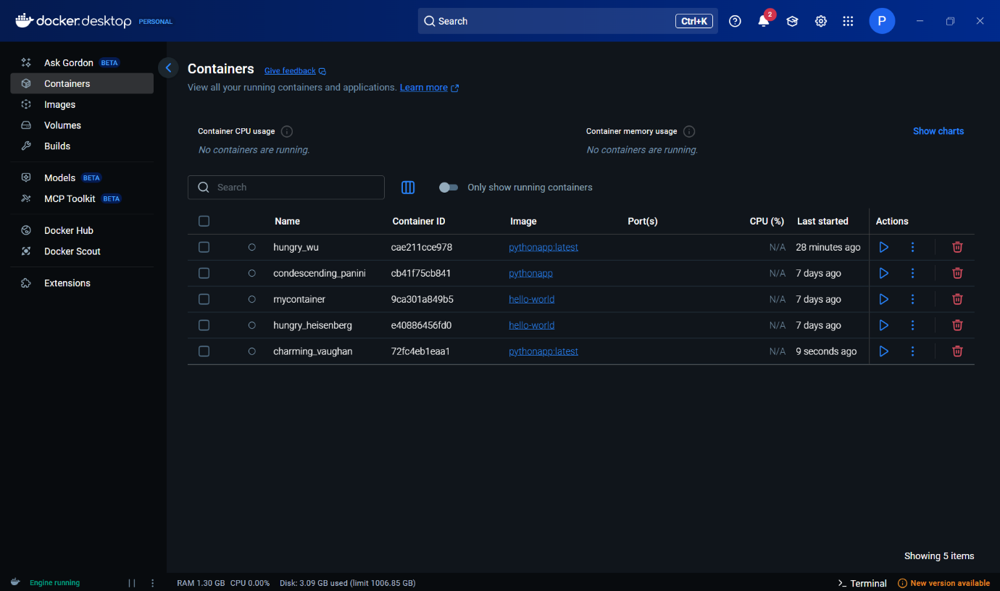 docker.desktop PERSONAL
Search Ctrl+K
2
P
Ask Gordon BETA
Containers
Images
Volumes
Builds
Models BETA
MCP Toolkit BETA
Docker Hub
Docker Scout
Extensions
Containers Give feedback
View all your running containers and applications. Learn more
Container CPU usage
No containers are running.
Container memory usage
No containers are running.
Show charts
Search
Only show running containers
Name Container ID Image Port(s) CPU (%) Last started Actions
hungry_wu cae211cce978 pythonapp:latest N/A 28 minutes ago
condescending_panini cb41f75cb841 pythonapp N/A 7 days ago
mycontainer 9ca301a849b5 hello-world N/A 7 days ago
hungry_heisenberg e40886456fd0 hello-world N/A 7 days ago
charming_vaughan 72fc4eb1eaa1 pythonapp:latest N/A 9 seconds ago
Showing 5 items
Engine running
RAM 1.30 GB CPU 0.00% Disk: 3.09 GB used (limit 1006.85 GB)
Terminal
New version available